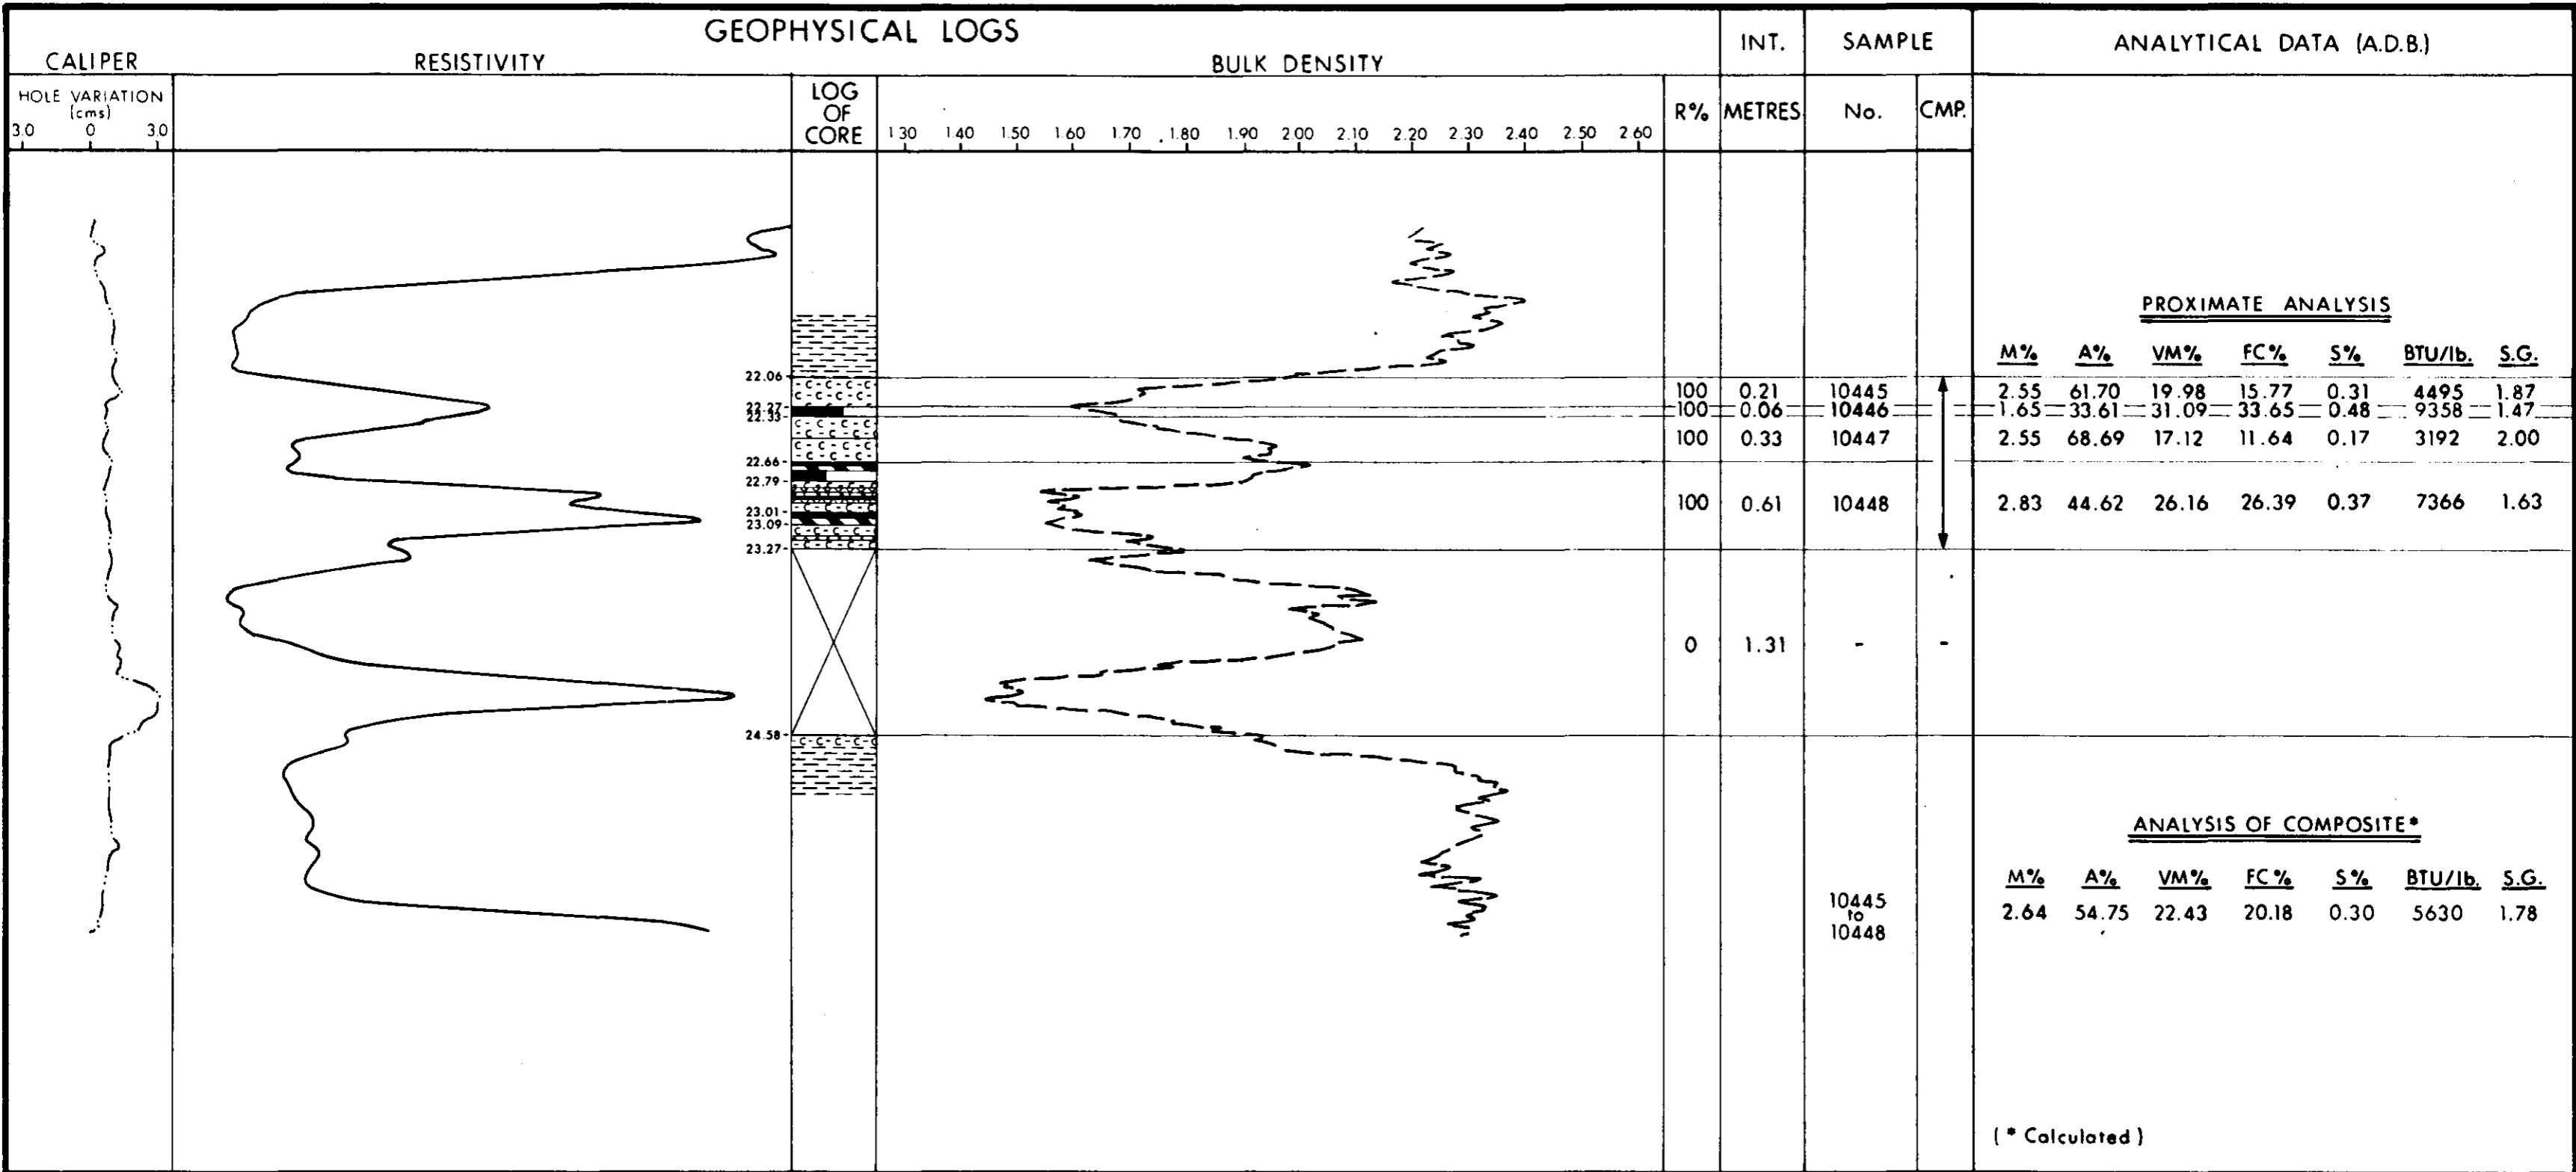 GEOPHYSICAL LOGS
CALIPER RESISTIVITY BULK DENSITY INT. SAMPLE ANALYTICAL DATA (A.D.B.)
HOLE VARIATION
(cms)
3.0 0 3.0
LOG
OF
CORE
1.30 1.40 1.50 1.60 1.70 1.80 1.90 2.00 2.10 2.20 2.30 2.40 2.50 2.60
R% METRES No. CMP.
PROXIMATE ANALYSIS
M% A% VM% FC% S% BTU/lb. S.G.
22.06
100 0.21 10445 2.55 61.70 19.98 15.77 0.31 4495 1.87
22.27
100 0.06 10446 1.65 33.61 31.09 33.65 0.48 9358 1.47
22.33
100 0.33 10447 2.55 68.69 17.12 11.64 0.17 3192 2.00
22.66
22.79
100 0.61 10448 2.83 44.62 26.16 26.39 0.37 7366 1.63
23.01
23.09
23.27
0 1.31 - -
24.58
ANALYSIS OF COMPOSITE*
M% A% VM% FC% S% BTU/lb. S.G.
10445
to
10448
2.64 54.75 22.43 20.18 0.30 5630 1.78
(* Calculated)